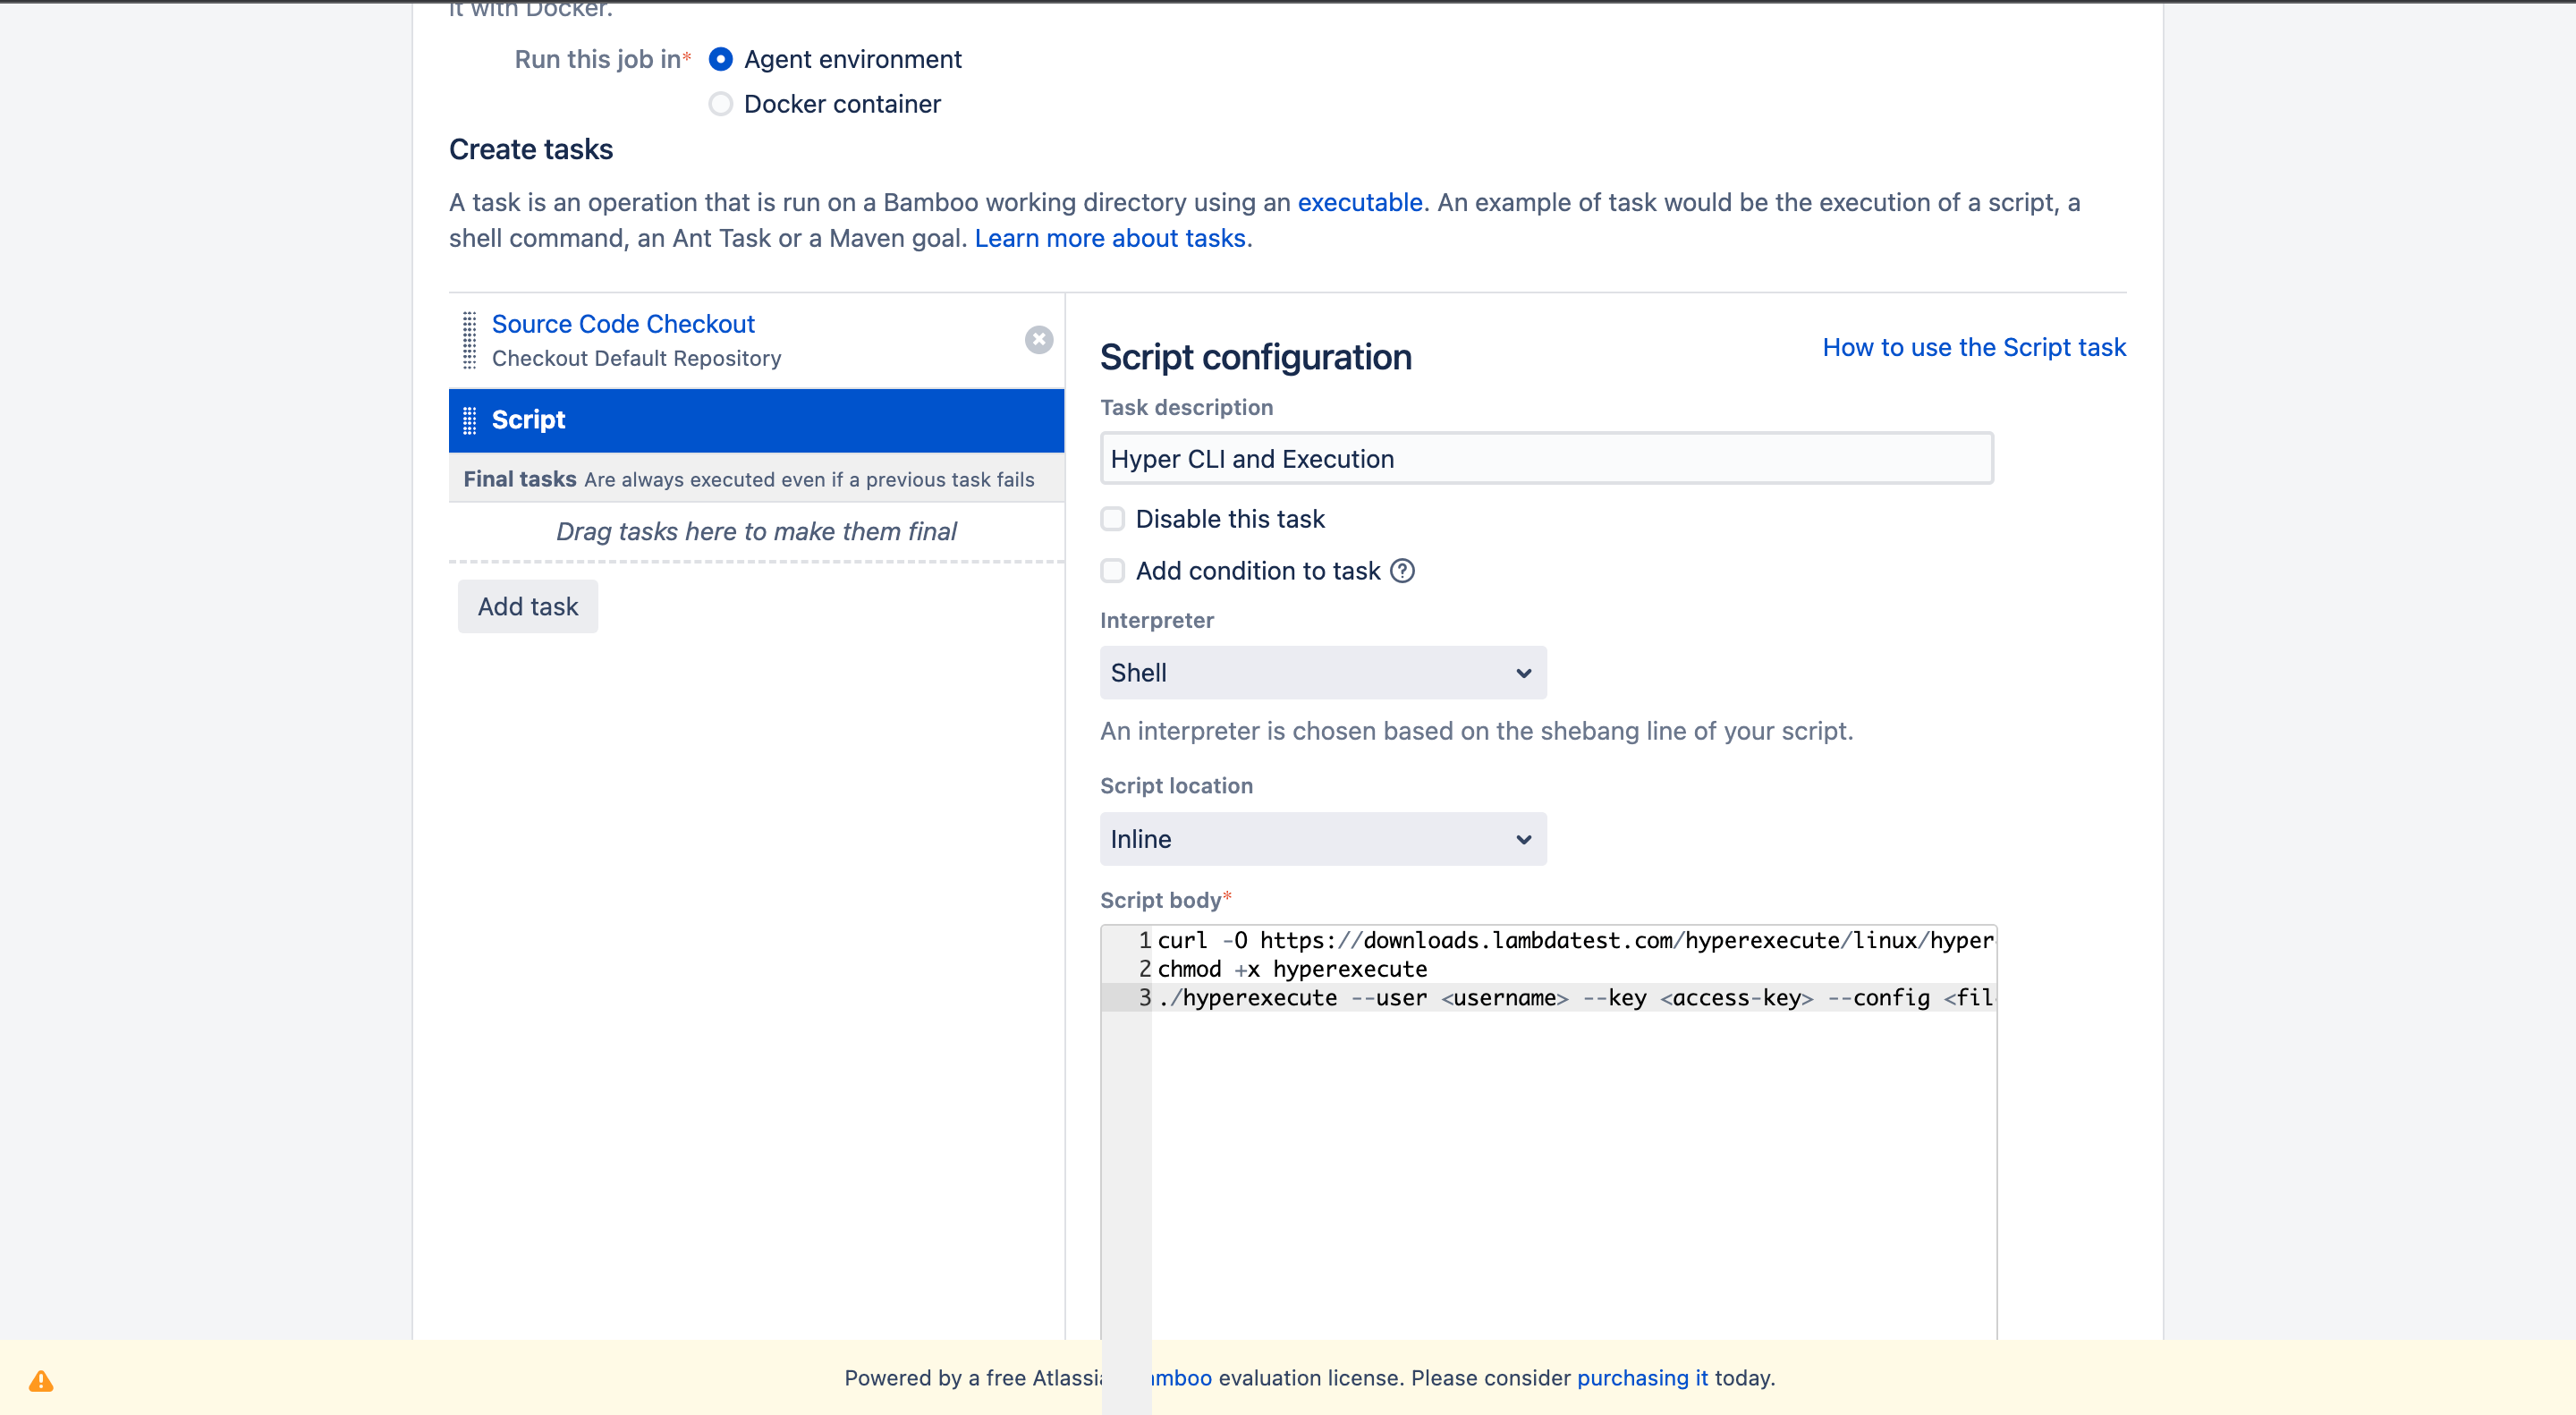 it with Docker.
Run this job in*
Agent environment
Docker container
Create tasks
A task is an operation that is run on a Bamboo working directory using an executable. An example of task would be the execution of a script, a
shell command, an Ant Task or a Maven goal. Learn more about tasks.
Source Code Checkout
Checkout Default Repository
Script
Final tasks Are always executed even if a previous task fails
Drag tasks here to make them final
Add task
Script configuration
How to use the Script task
Task description
Hyper CLI and Execution
Disable this task
Add condition to task
Interpreter
Shell
An interpreter is chosen based on the shebang line of your script.
Script location
Inline
Script body*
1 curl -O https://downloads.lambdatest.com/hyperexecute/linux/hyper
2 chmod +x hyperexecute
3 ./hyperexecute --user <username> --key <access-key> --config <fil
Powered by a free Atlassi amboo evaluation license. Please consider purchasing it today.